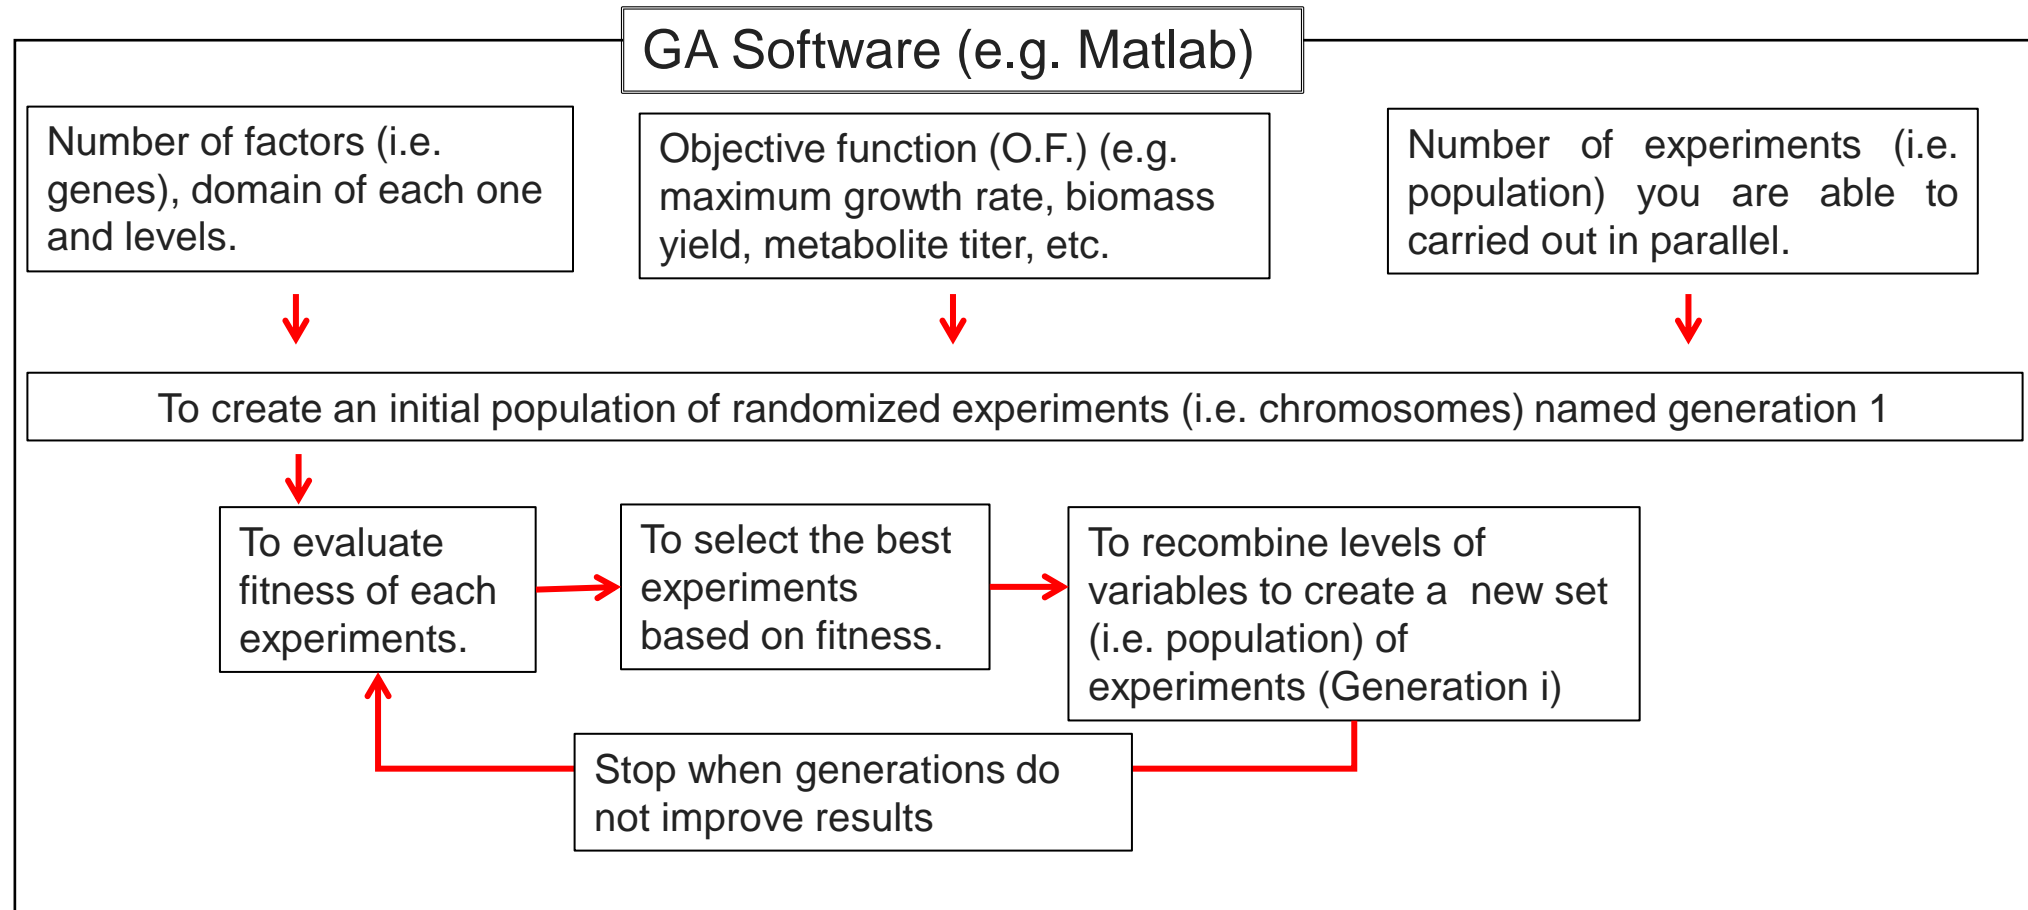 GA Software (e.g. Matlab)
Number of factors (i.e.
genes), domain of each one
and levels.
Objective function (O.F.) (e.g.
maximum growth rate, biomass
yield, metabolite titer, etc.
Number of experiments (i.e.
population) you are able to
carried out in parallel.
To create an initial population of randomized experiments (i.e. chromosomes) named generation 1
To evaluate
fitness of each
experiments.
To select the best
experiments
based on fitness.
To recombine levels of
variables to create a new set
(i.e. population) of
experiments (Generation i)
Stop when generations do
not improve results